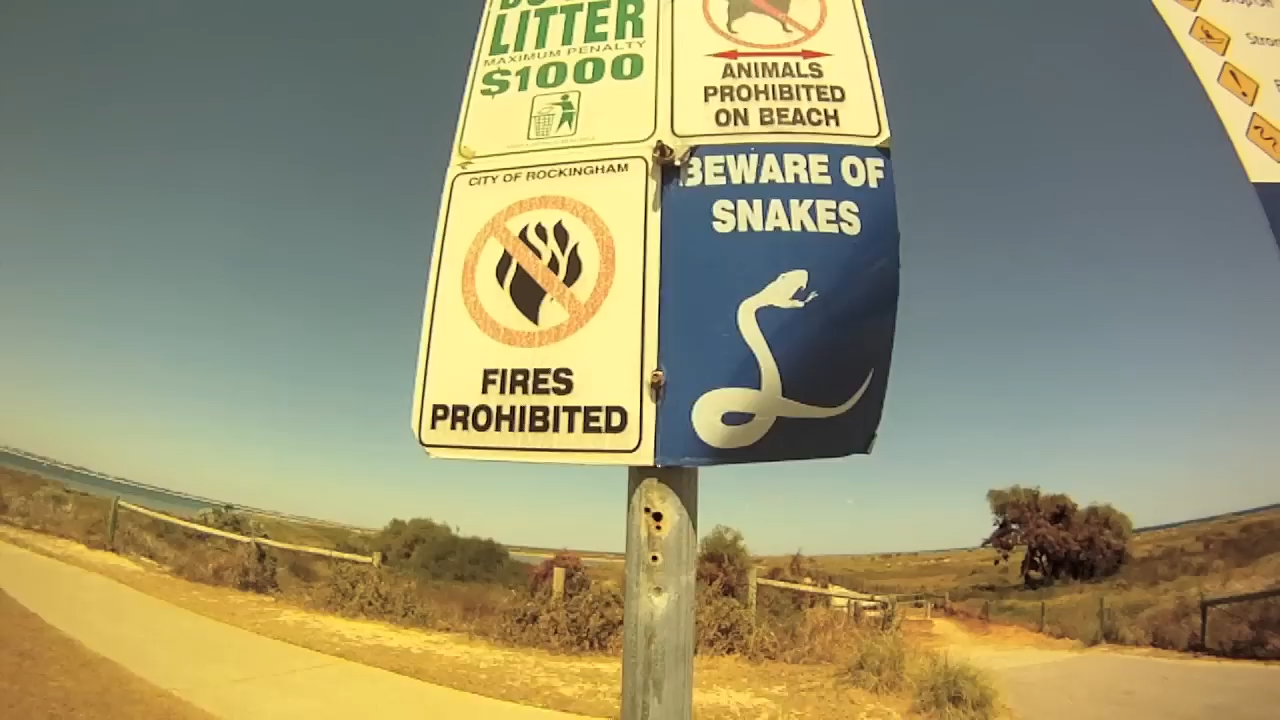 LITTER
MAXIMUM PENALTY
$1000
ANIMALS
PROHIBITED
ON BEACH
CITY OF ROCKINGHAM
FIRES
PROHIBITED
BEWARE OF
SNAKES